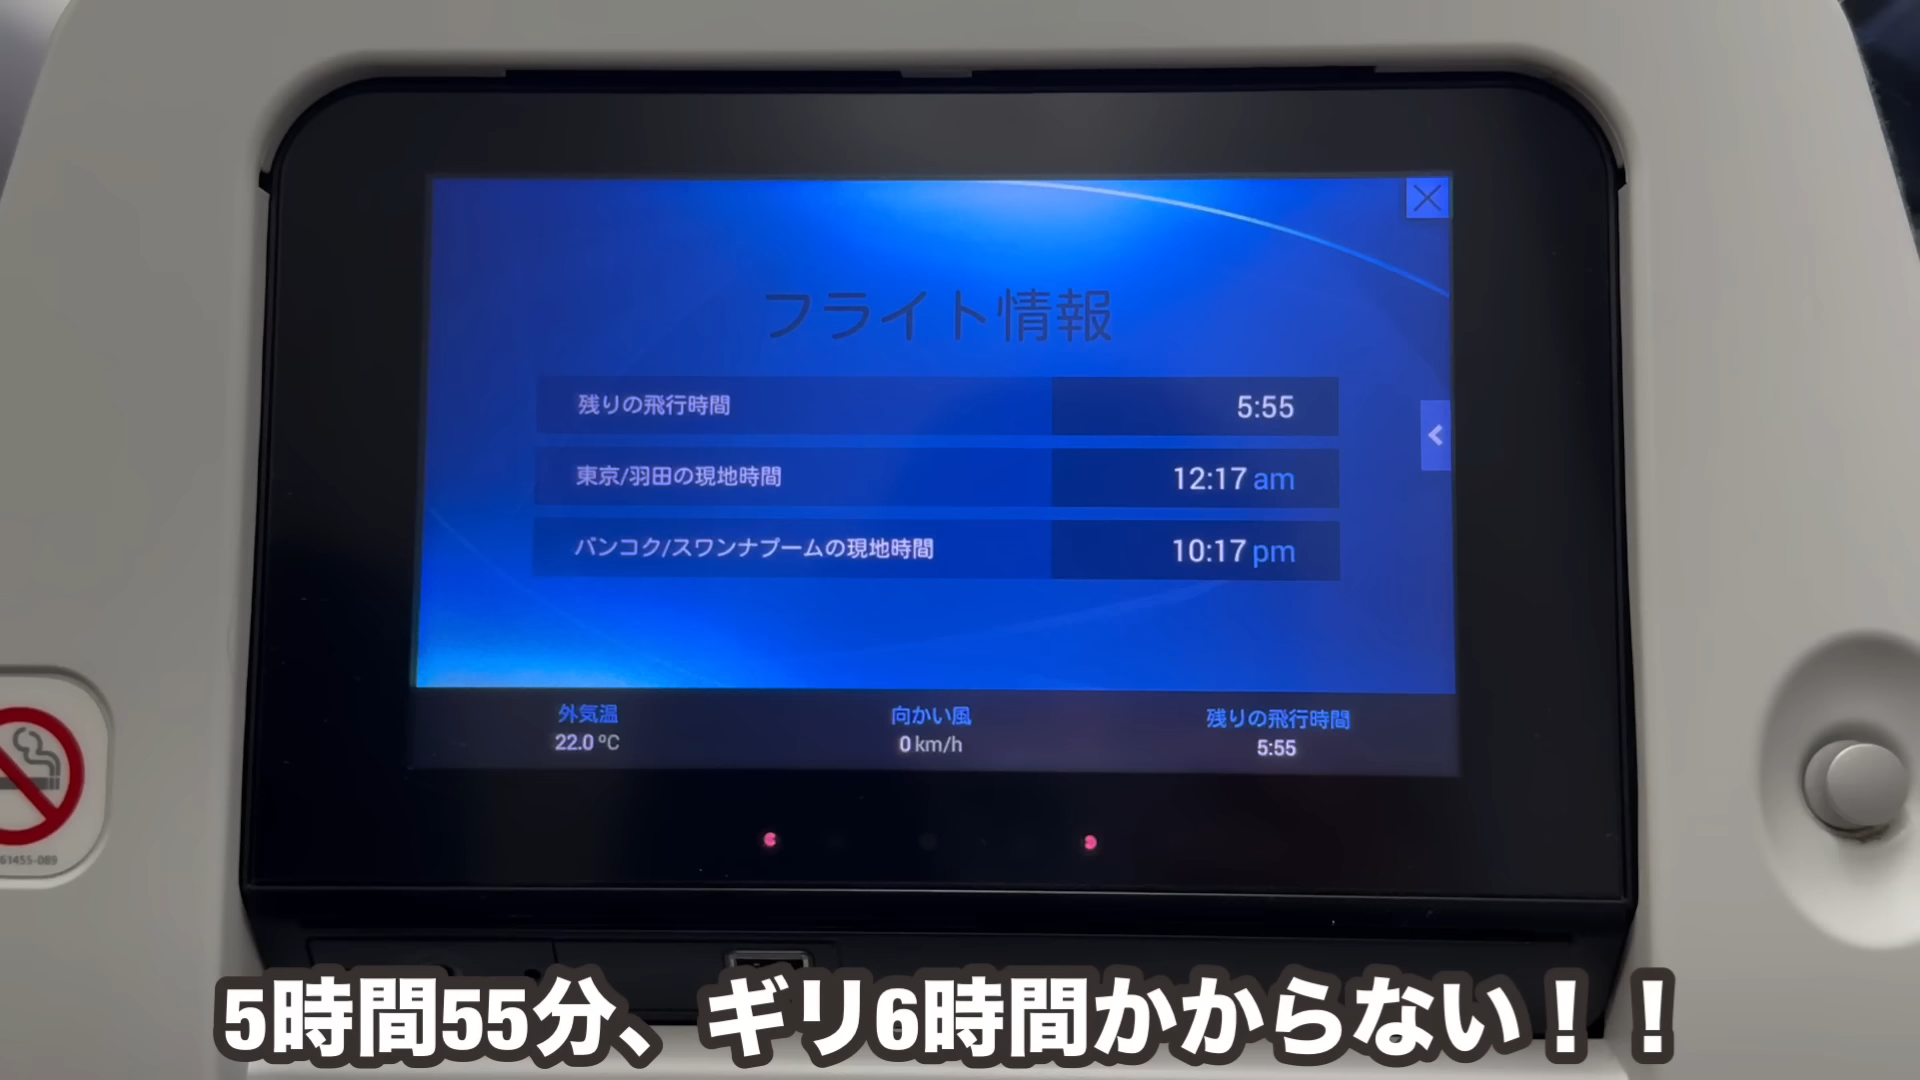 フライト情報
残りの飛行時間 5:55
東京/羽田の現地時間 12:17 am
バンコク/スワンナプームの現地時間 10:17 pm
外気温 向かい風 残りの飛行時間
22.0 ºC 0 km/h 5:55
61455-089
5時間55分、ギリ6時間かからない！！